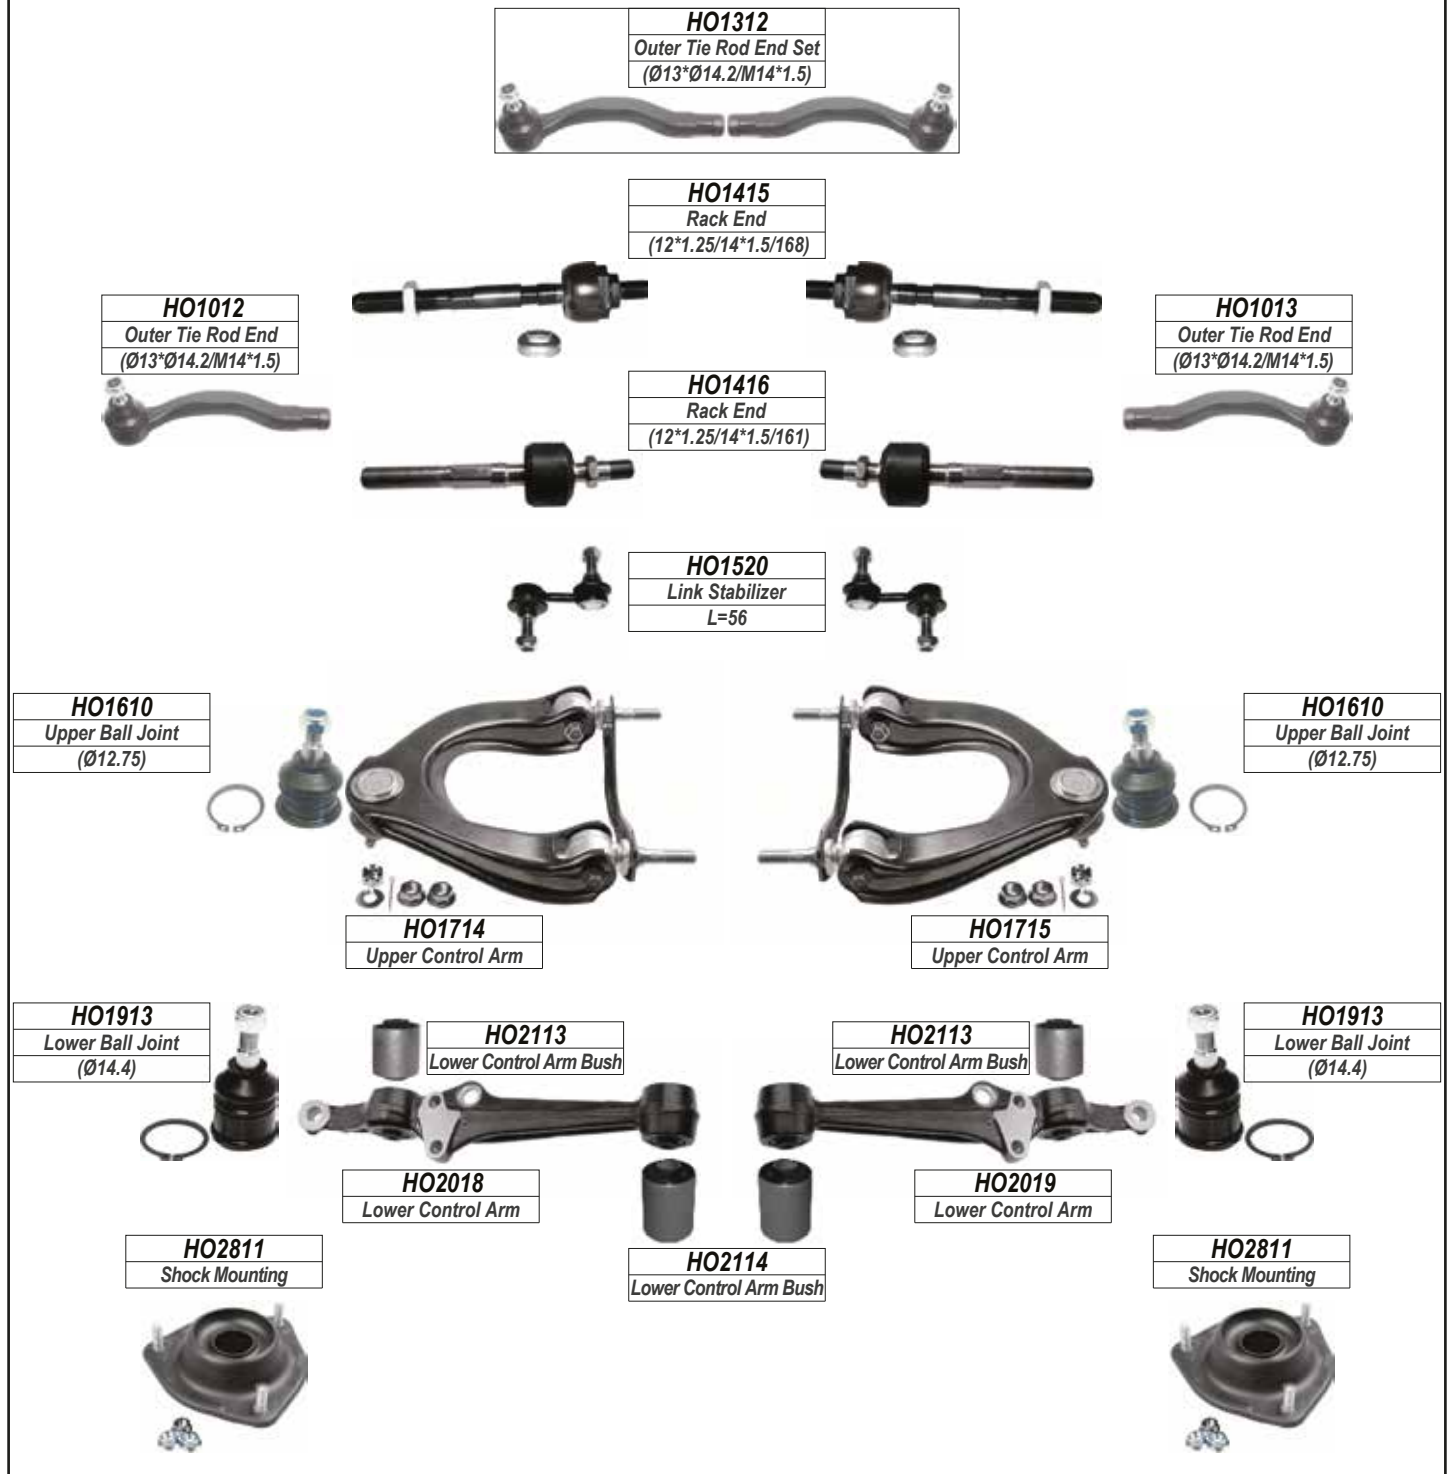 HO1312
Outer Tie Rod End Set
(Ø13*Ø14.2/M14*1.5)
HO1415
Rack End
(12*1.25/14*1.5/168)
HO1012
Outer Tie Rod End
(Ø13*Ø14.2/M14*1.5)
HO1013
Outer Tie Rod End
(Ø13*Ø14.2/M14*1.5)
HO1416
Rack End
(12*1.25/14*1.5/161)
HO1520
Link Stabilizer
L=56
HO1610
Upper Ball Joint
(Ø12.75)
HO1610
Upper Ball Joint
(Ø12.75)
HO1714
Upper Control Arm
HO1715
Upper Control Arm
HO1913
Lower Ball Joint
(Ø14.4)
HO2113
Lower Control Arm Bush
HO2113
Lower Control Arm Bush
HO1913
Lower Ball Joint
(Ø14.4)
HO2018
Lower Control Arm
HO2019
Lower Control Arm
HO2811
Shock Mounting
HO2114
Lower Control Arm Bush
HO2811
Shock Mounting